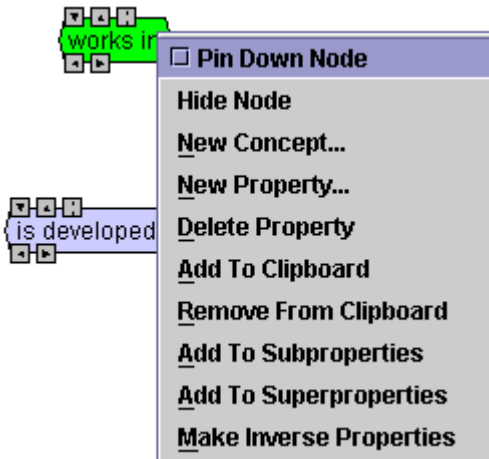 works in
Pin Down Node
Hide Node
New Concept...
New Property...
is developed
Delete Property
Add To Clipboard
Remove From Clipboard
Add To Subproperties
Add To Superproperties
Make Inverse Properties